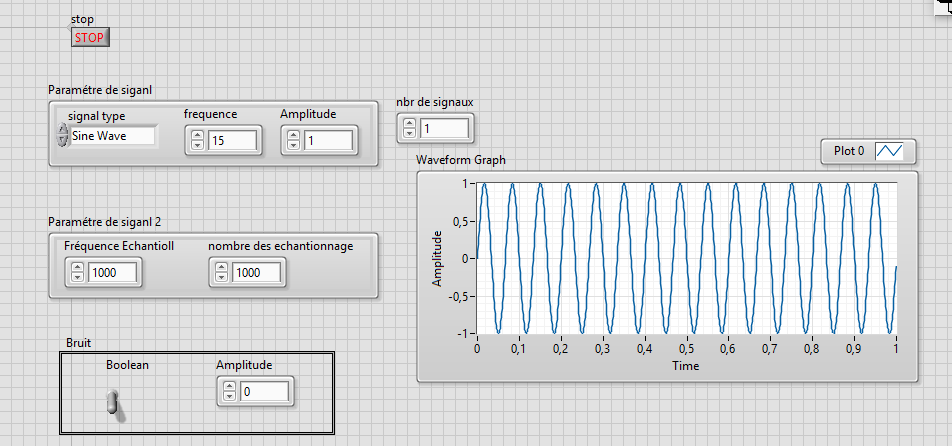 stop
STOP
Paramétre de siganl
signal type
frequence
Amplitude
Sine Wave
15
1
nbr de signaux
1
Waveform Graph
Plot 0
Amplitude
1
0,5
0
-0,5
-1
0 0,1 0,2 0,3 0,4 0,5 0,6 0,7 0,8 0,9 1
Time
Paramétre de siganl 2
Fréquence Echantioll
nombre des echantionnage
1000
1000
Bruit
Boolean
Amplitude
0